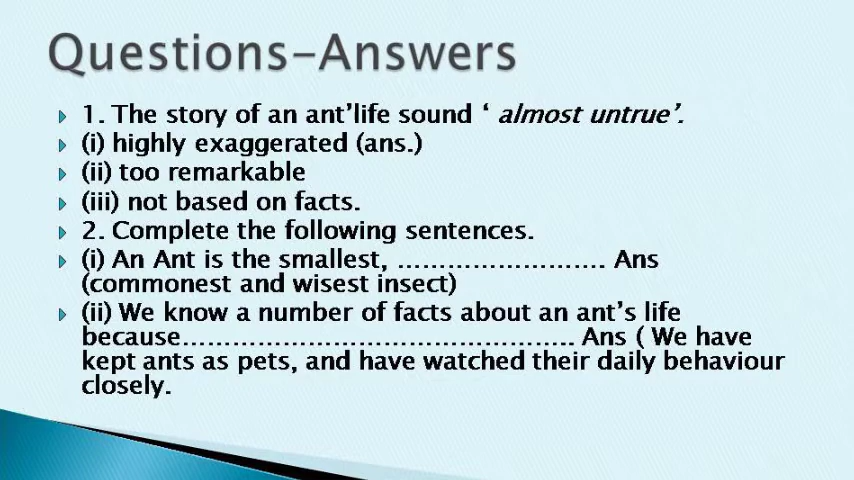 Questions-Answers
1. The story of an ant’life sound ‘ almost untrue’.
(i) highly exaggerated (ans.)
(ii) too remarkable
(iii) not based on facts.
2. Complete the following sentences.
(i) An Ant is the smallest, ……………………. Ans
(commonest and wisest insect)
(ii) We know a number of facts about an ant’s life
because……………………………………….. Ans ( We have
kept ants as pets, and have watched their daily behaviour
closely.